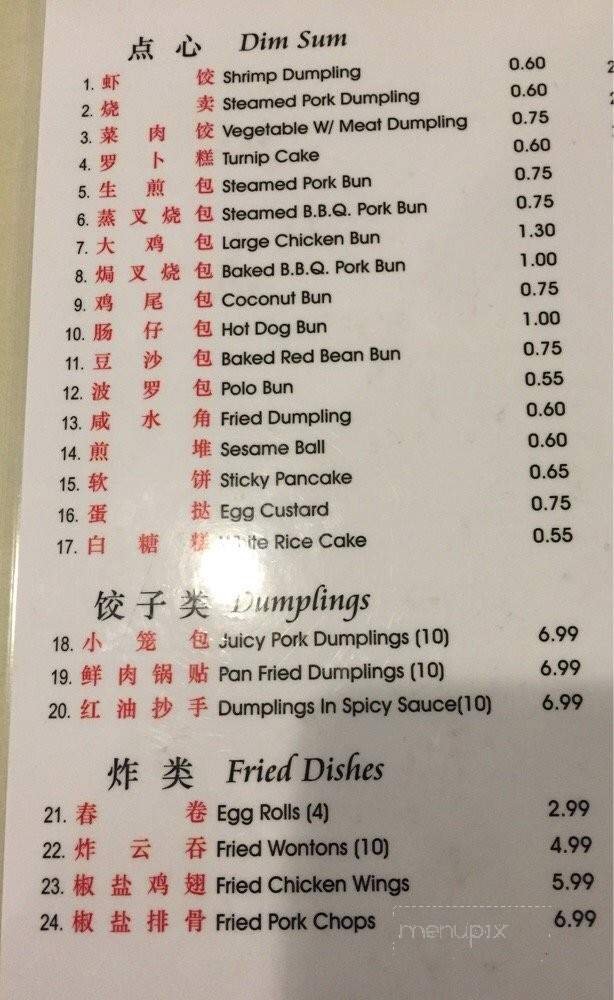 点心 Dim Sum
1. 虾饺 Shrimp Dumpling 0.60
2. 烧卖 Steamed Pork Dumpling 0.60
3. 菜肉饺 Vegetable W/ Meat Dumpling 0.75
4. 罗卜糕 Turnip Cake 0.60
5. 生煎包 Steamed Pork Bun 0.75
6. 蒸叉烧包 Steamed B.B.Q. Pork Bun 0.75
7. 大鸡包 Large Chicken Bun 1.30
8. 焗叉烧包 Baked B.B.Q. Pork Bun 1.00
9. 鸡尾包 Coconut Bun 0.75
10. 肠仔包 Hot Dog Bun 1.00
11. 豆沙包 Baked Red Bean Bun 0.75
12. 波罗包 Polo Bun 0.55
13. 咸水角 Fried Dumpling 0.60
14. 煎堆 Sesame Ball 0.60
15. 软饼 Sticky Pancake 0.65
16. 蛋挞 Egg Custard 0.75
17. 白糖糕 White Rice Cake 0.55
饺子类 Dumplings
18. 小笼包 Juicy Pork Dumplings (10) 6.99
19. 鲜肉锅贴 Pan Fried Dumplings (10) 6.99
20. 红油抄手 Dumplings In Spicy Sauce(10) 6.99
炸类 Fried Dishes
21. 春卷 Egg Rolls (4) 2.99
22. 炸云吞 Fried Wontons (10) 4.99
23. 椒盐鸡翅 Fried Chicken Wings 5.99
24. 椒盐排骨 Fried Pork Chops 6.99
menupix